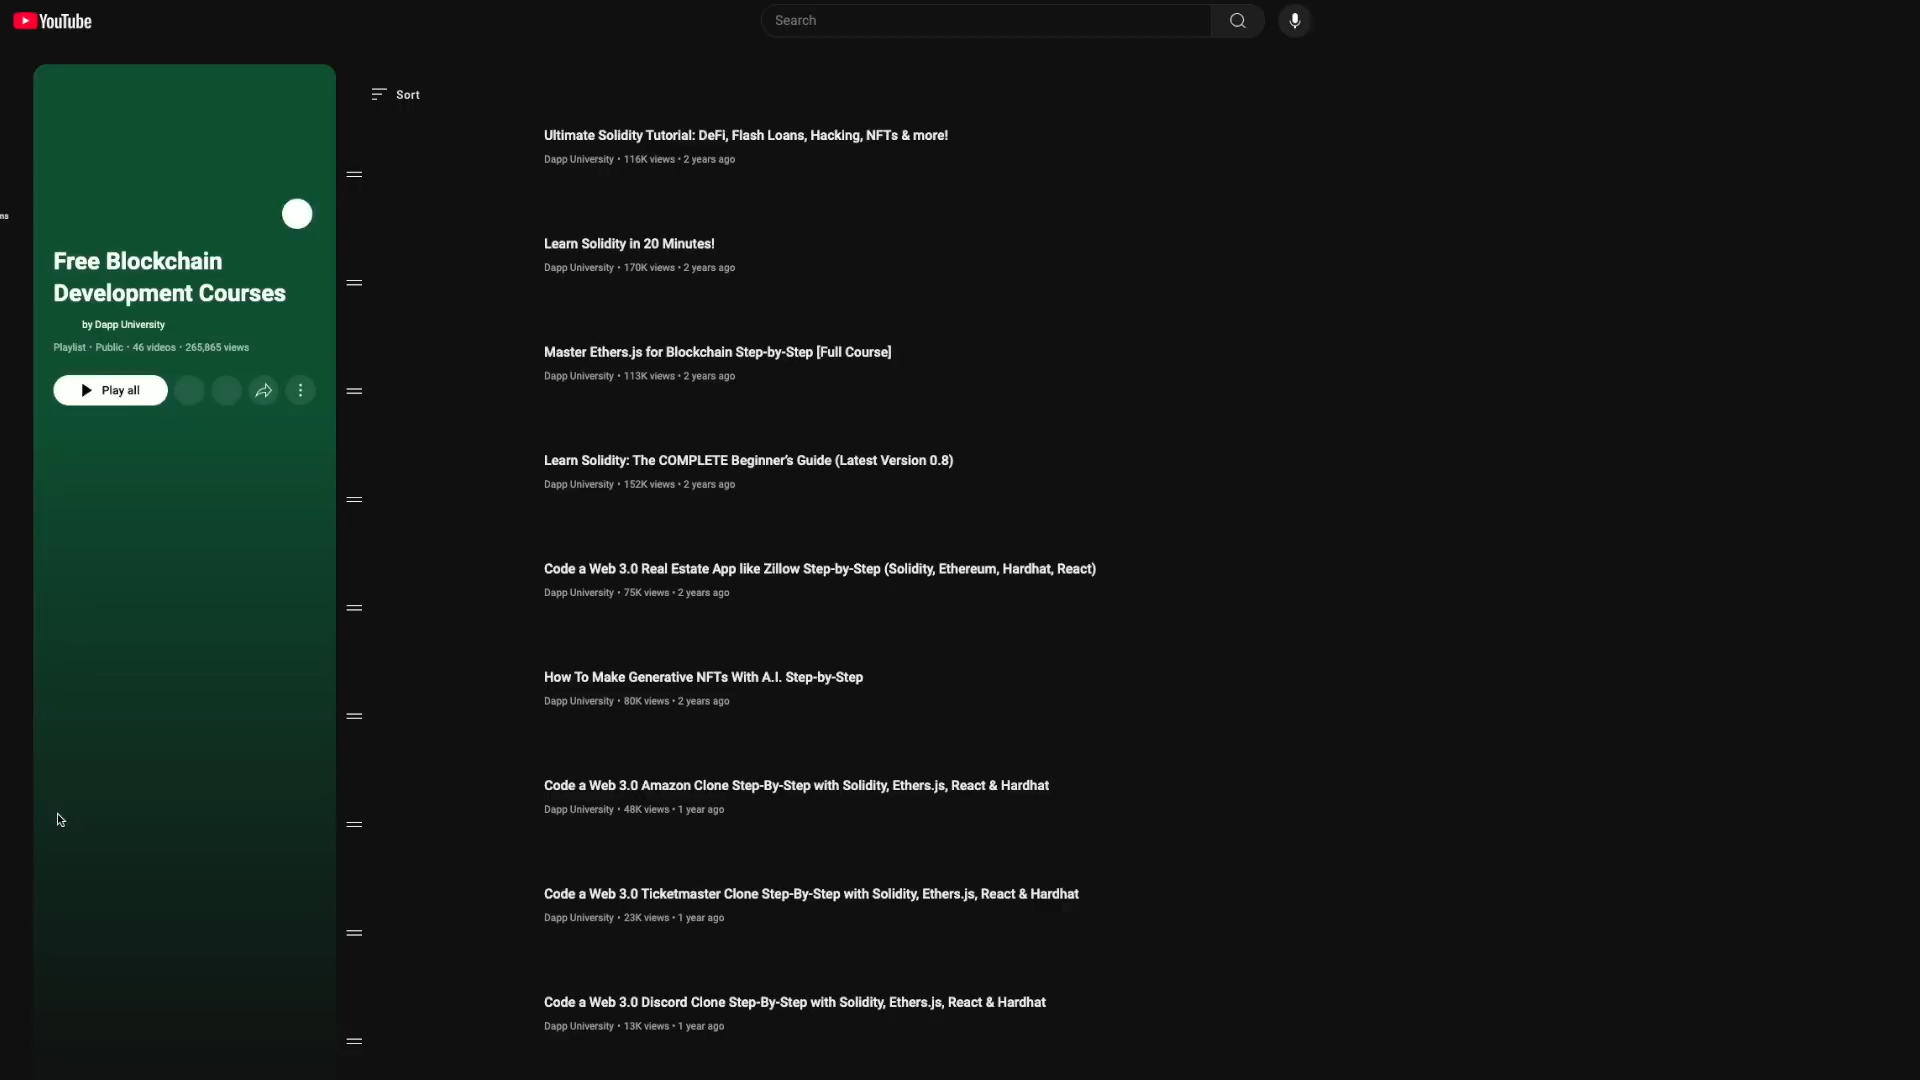 YouTube
Search
ns
Free Blockchain
Development Courses
by Dapp University
Playlist • Public • 46 videos • 265,865 views
Play all
Sort
Ultimate Solidity Tutorial: DeFi, Flash Loans, Hacking, NFTs & more!
Dapp University • 116K views • 2 years ago
Learn Solidity in 20 Minutes!
Dapp University • 170K views • 2 years ago
Master Ethers.js for Blockchain Step-by-Step [Full Course]
Dapp University • 113K views • 2 years ago
Learn Solidity: The COMPLETE Beginner’s Guide (Latest Version 0.8)
Dapp University • 152K views • 2 years ago
Code a Web 3.0 Real Estate App like Zillow Step-by-Step (Solidity, Ethereum, Hardhat, React)
Dapp University • 75K views • 2 years ago
How To Make Generative NFTs With A.I. Step-by-Step
Dapp University • 80K views • 2 years ago
Code a Web 3.0 Amazon Clone Step-By-Step with Solidity, Ethers.js, React & Hardhat
Dapp University • 48K views • 1 year ago
Code a Web 3.0 Ticketmaster Clone Step-By-Step with Solidity, Ethers.js, React & Hardhat
Dapp University • 23K views • 1 year ago
Code a Web 3.0 Discord Clone Step-By-Step with Solidity, Ethers.js, React & Hardhat
Dapp University • 13K views • 1 year ago